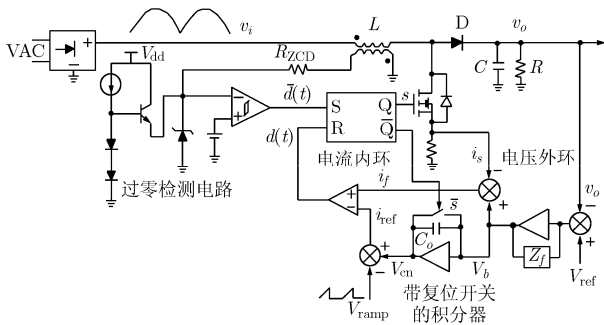 v_i
L
D
v_o
VAC
+
V_dd
R_ZCD
C
R
d̄(t)
S
Q
s
R
Q̄
d(t)
电流内环
i_s
电压外环
过零检测电路
i_f
s̄
v_o
i_ref
C_o
Z_f
V_cn
V_b
V_ref
V_ramp
带复位开关
的积分器